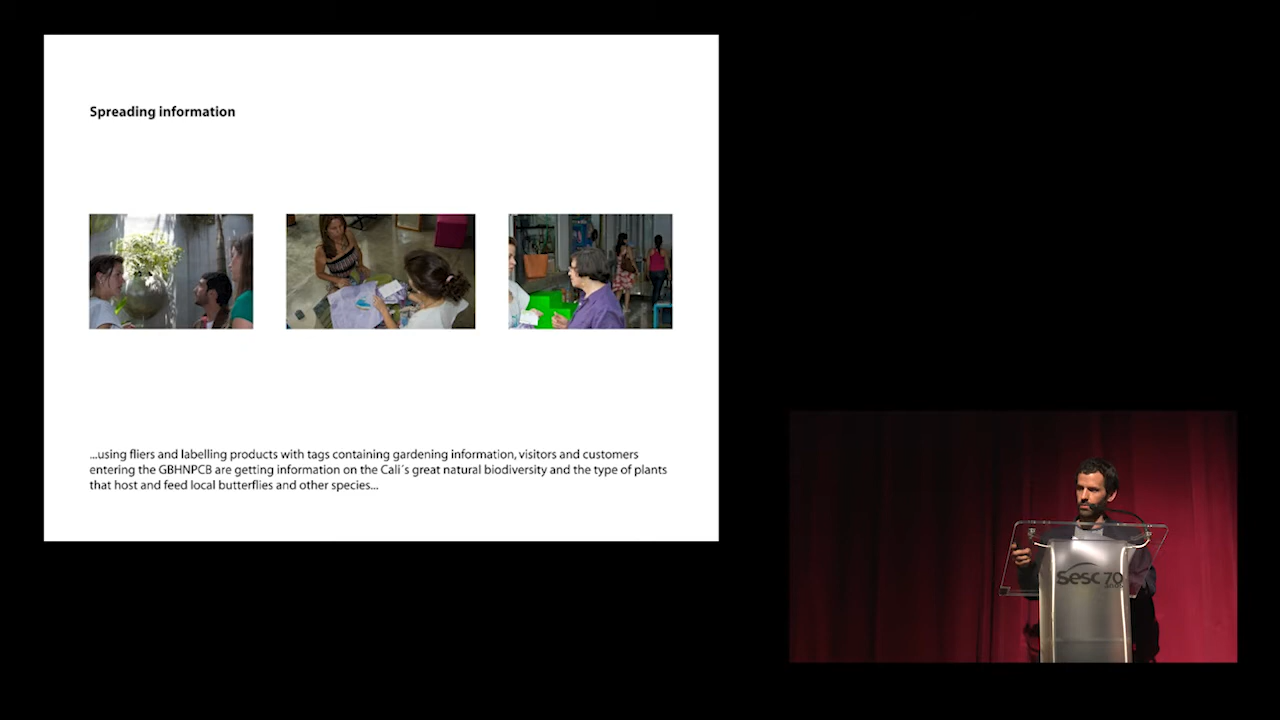 Spreading information
...using fliers and labelling products with tags containing gardening information, visitors and customers
entering the GBHNPCB are getting information on the Cali´s great natural biodiversity and the type of plants
that host and feed local butterflies and other species...
Sesc 70
anos